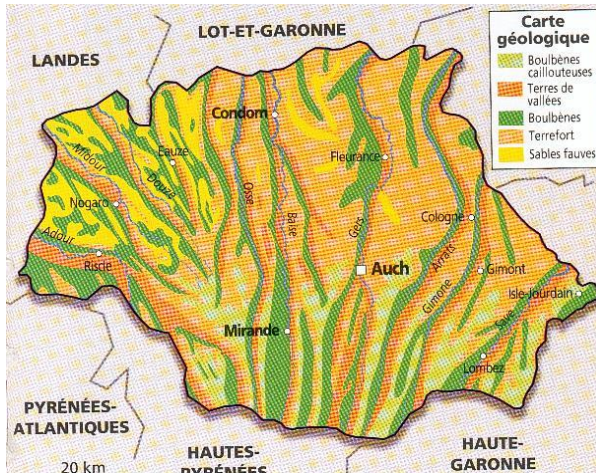 LOT-ET-GARONNE
LANDES
Carte
géologique
Boulbènes
caillouteuses
Terres de
vallées
Boulbènes
Terrefort
Sables fauves
Condom
Eauze
Fleurance
Midour
Douze
Nogaro
Osse
Baïse
Gers
Cologne
Adour
Riscle
Auch
Arrats
Gimone
Gimont
Isle-Jourdain
Mirande
Save
Lombez
PYRÉNÉES-
ATLANTIQUES
HAUTES-
PYRÉNÉES
HAUTE-
GARONNE
20 km